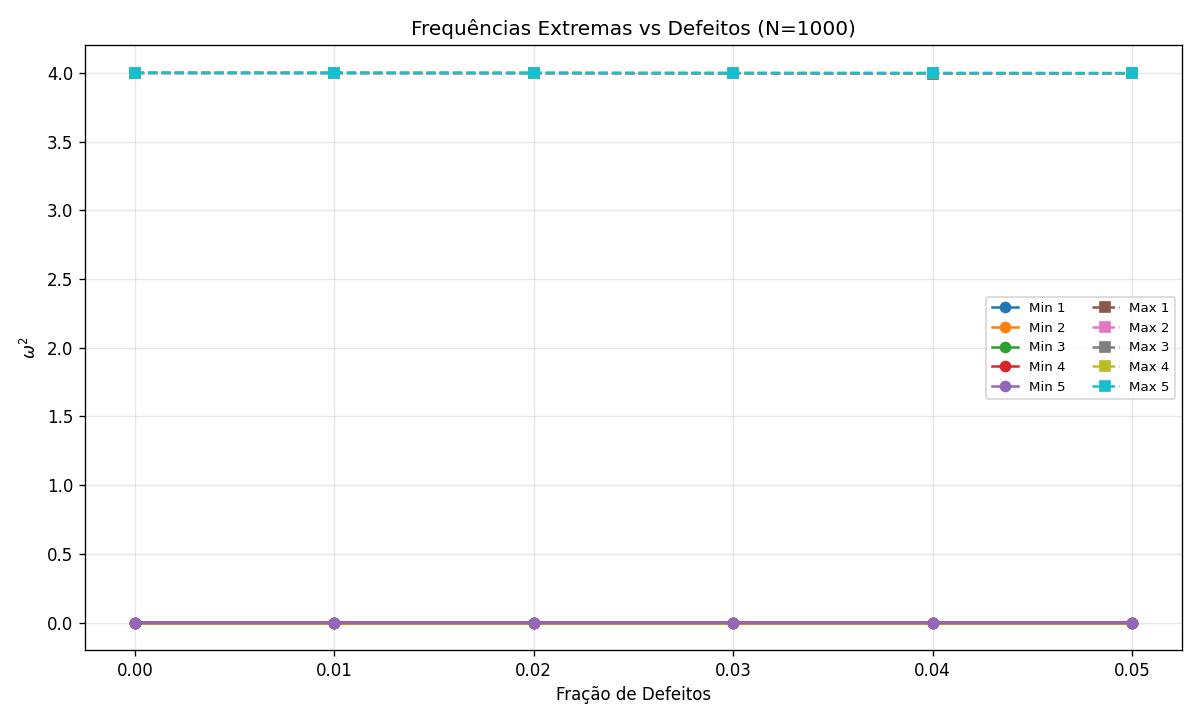 Frequências Extremas vs Defeitos (N=1000)
4.0
3.5
3.0
2.5
2.0
1.5
1.0
0.5
0.0
ω²
Min 1 Max 1
Min 2 Max 2
Min 3 Max 3
Min 4 Max 4
Min 5 Max 5
0.00 0.01 0.02 0.03 0.04 0.05
Fração de Defeitos